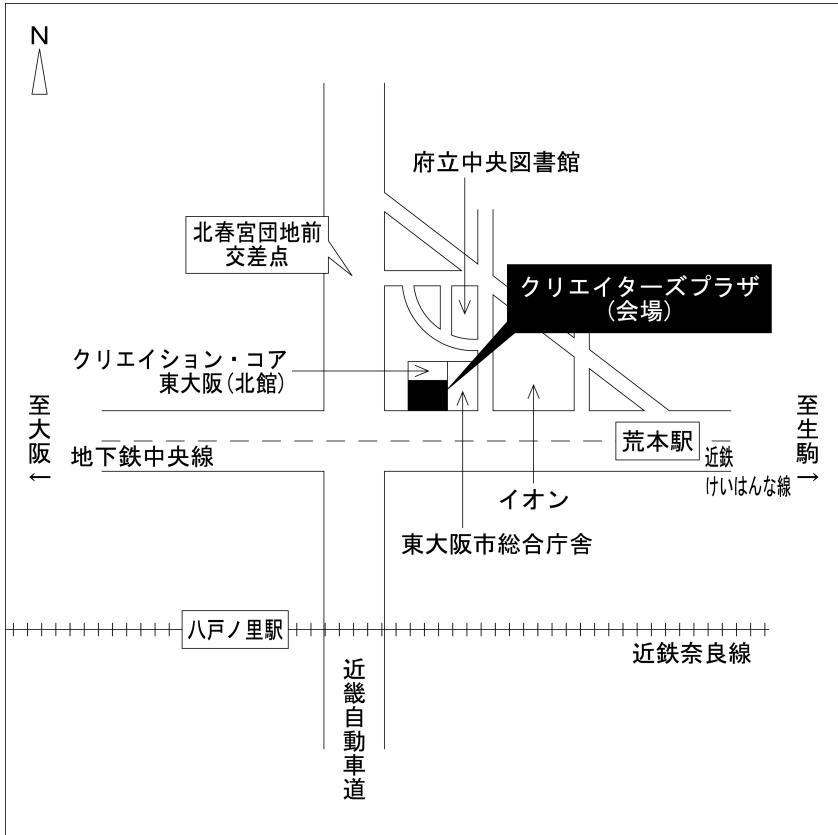 N
府立中央図書館
北春宮団地前
交差点
クリエイターズプラザ
(会場)
クリエイション・コア
東大阪(北館)
至大阪
←
至生駒
→
荒本駅
地下鉄中央線
近鉄
けいはんな線
イオン
東大阪市総合庁舎
八戸ノ里駅
近鉄奈良線
近畿自動車道